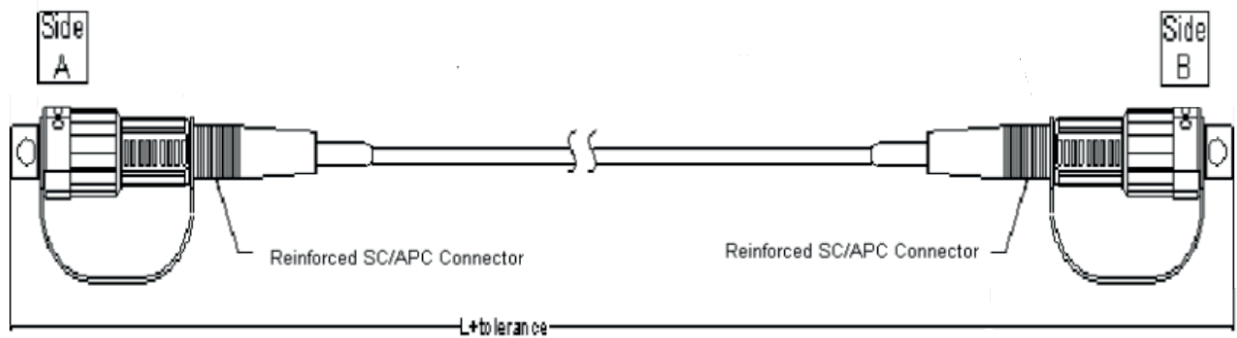 Side
A
Side
B
Reinforced SC/APC Connector
Reinforced SC/APC Connector
L+tolerance